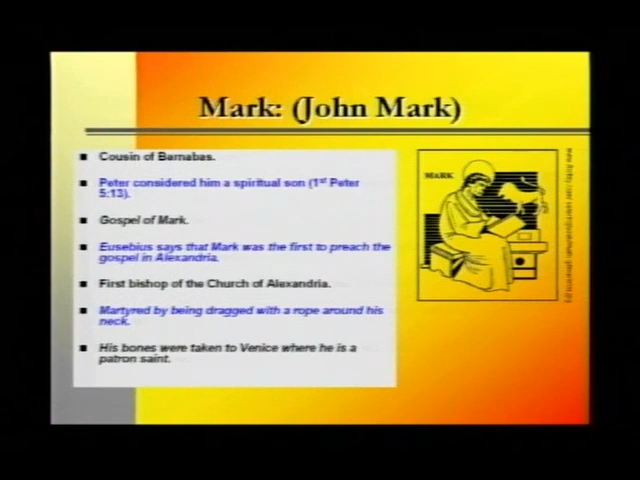 Mark: (John Mark)
Cousin of Barnabas.
Peter considered him a spiritual son (1st Peter
5:13).
Gospel of Mark.
Eusebius says that Mark was the first to preach the
gospel in Alexandria.
First bishop of the Church of Alexandria.
Martyred by being dragged with a rope around his
neck.
His bones were taken to Venice where he is a
patron saint.
MARK